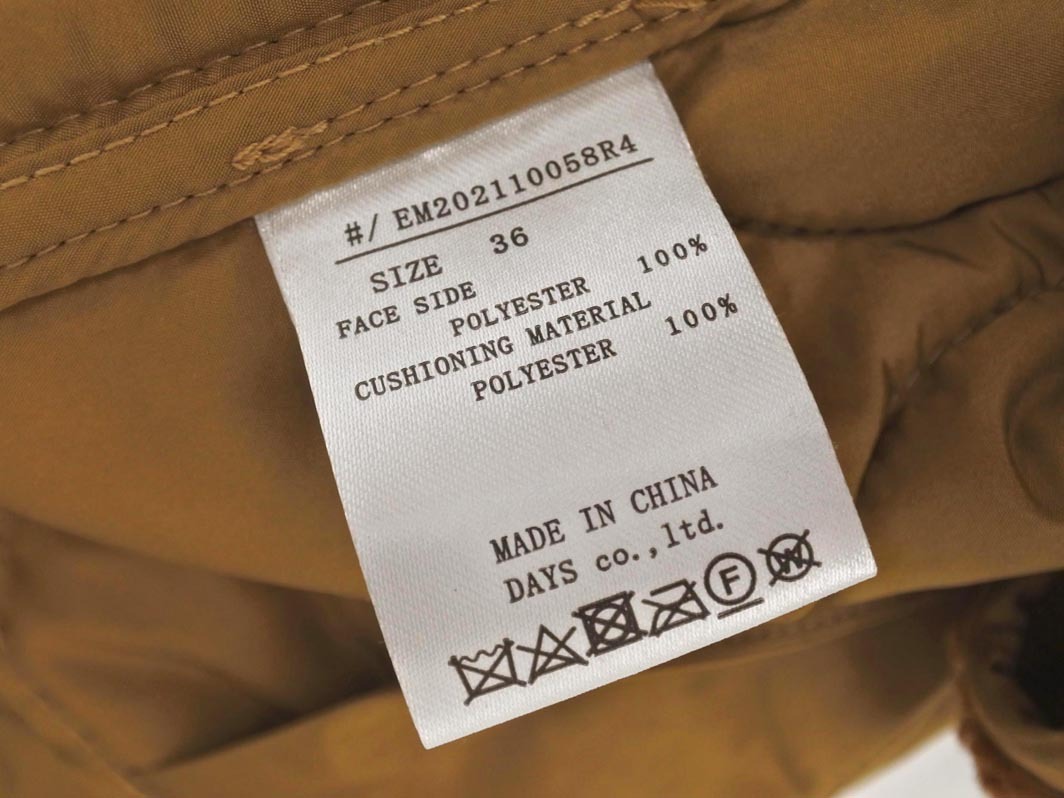 #/ EM202110058R4
SIZE 36
FACE SIDE
POLYESTER 100%
CUSHIONING MATERIAL
POLYESTER 100%
MADE IN CHINA
DAYS co.,ltd.
F W